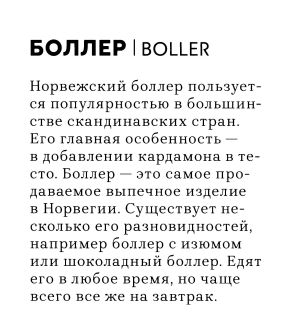 БОЛЛЕР | BOLLER
Норвежский боллер пользует-
ся популярностью в большин-
стве скандинавских стран.
Его главная особенность —
в добавлении кардамона в те-
сто. Боллер — это самое про-
даваемое выпечное изделие
в Норвегии. Существует не-
сколько его разновидностей,
например боллер с изюмом
или шоколадный боллер. Едят
его в любое время, но чаще
всего все же на завтрак.